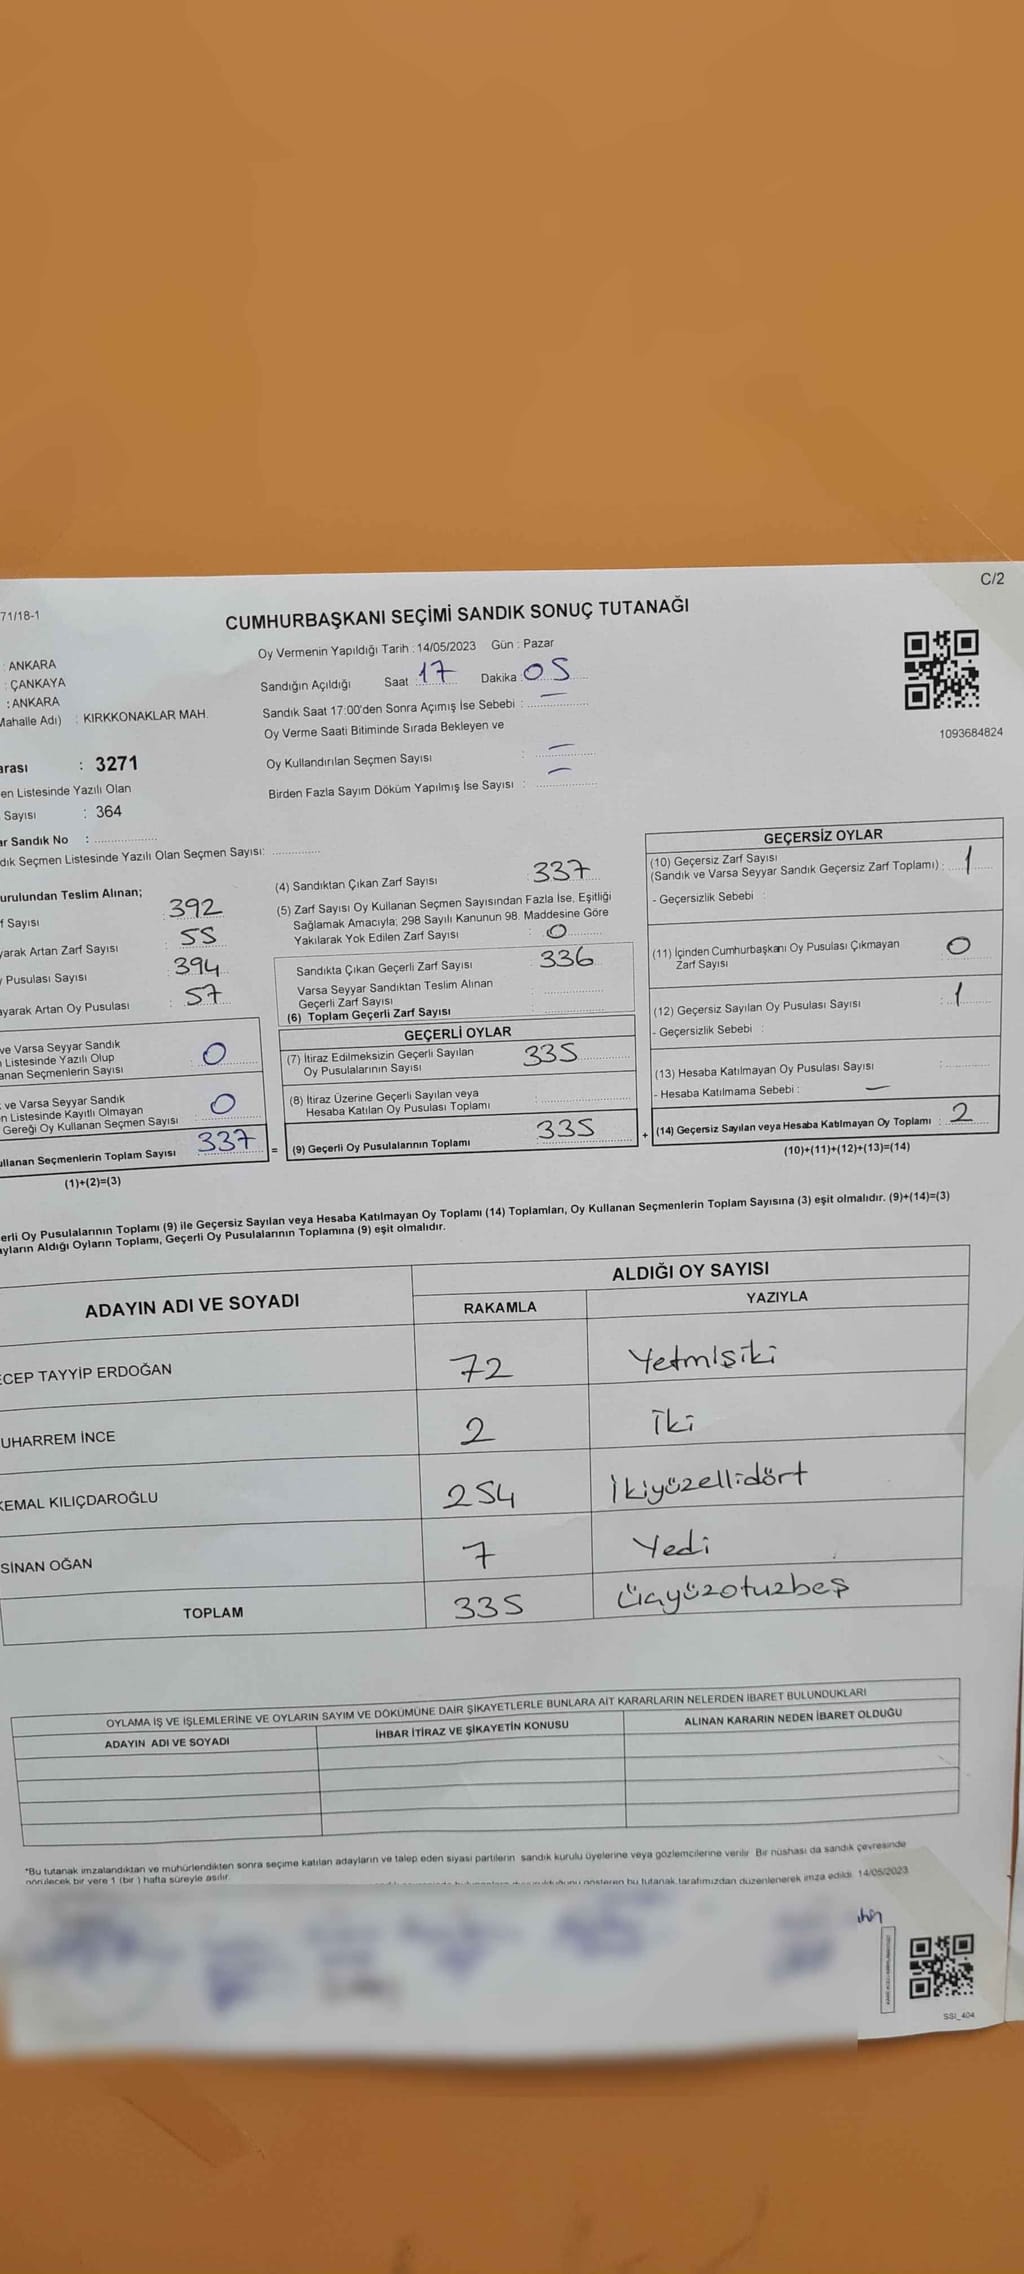 C/2
71/18-1
CUMHURBAŞKANI SEÇİMİ SANDIK SONUÇ TUTANAĞI
: ANKARA
: ÇANKAYA
: ANKARA
Mahalle Adı) : KIRKKONAKLAR MAH.
arası : 3271
en Listesinde Yazılı Olan
Sayısı : 364
ar Sandık No : ..................
dık Seçmen Listesinde Yazılı Olan Seçmen Sayısı: .............
Oy Vermenin Yapıldığı Tarih : 14/05/2023 Gün : Pazar
Sandığın Açıldığı Saat 17 Dakika : 05
Sandık Saat 17:00'den Sonra Açımış İse Sebebi : —
Oy Verme Saati Bitiminde Sırada Bekleyen ve
Oy Kullandırılan Seçmen Sayısı : —
Birden Fazla Sayım Döküm Yapılmış İse Sayısı : —
1093684824
urulundan Teslim Alınan;
f Sayısı : 392
yarak Artan Zarf Sayısı : 55
y Pusulası Sayısı : 394
ayarak Artan Oy Pusulası : 57
ve Varsa Seyyar Sandık
n Listesinde Yazılı Olup
anan Seçmenlerin Sayısı : 0
ve Varsa Seyyar Sandık
n Listesinde Kayıtlı Olmayan
Gereği Oy Kullanan Seçmen Sayısı : 0
ullanan Seçmenlerin Toplam Sayısı 337 =
(1)+(2)=(3)
(4) Sandıktan Çıkan Zarf Sayısı : 337
(5) Zarf Sayısı Oy Kullanan Seçmen Sayısından Fazla İse, Eşitliği
Sağlamak Amacıyla; 298 Sayılı Kanunun 98. Maddesine Göre
Yakılarak Yok Edilen Zarf Sayısı : 0
Sandıkta Çıkan Geçerli Zarf Sayısı 336
Varsa Seyyar Sandıktan Teslim Alınan
Geçerli Zarf Sayısı
(6) Toplam Geçerli Zarf Sayısı
GEÇERLİ OYLAR
(7) İtiraz Edilmeksizin Geçerli Sayılan
Oy Pusulalarının Sayısı 335
(8) İtiraz Üzerine Geçerli Sayılan veya
Hesaba Katılan Oy Pusulası Toplamı
(9) Geçerli Oy Pusulalarının Toplamı 335 +
GEÇERSİZ OYLAR
(10) Geçersiz Zarf Sayısı
(Sandık ve Varsa Seyyar Sandık Geçersiz Zarf Toplamı) : 1
- Geçersizlik Sebebi :
(11) İçinden Cumhurbaşkanı Oy Pusulası Çıkmayan
Zarf Sayısı 0
(12) Geçersiz Sayılan Oy Pusulası Sayısı : 1
- Geçersizlik Sebebi :
(13) Hesaba Katılmayan Oy Pusulası Sayısı :
- Hesaba Katılmama Sebebi : —
(14) Geçersiz Sayılan veya Hesaba Katılmayan Oy Toplamı : 2
(10)+(11)+(12)+(13)=(14)
erli Oy Pusulalarının Toplamı (9) ile Geçersiz Sayılan veya Hesaba Katılmayan Oy Toplamı (14) Toplamları, Oy Kullanan Seçmenlerin Toplam Sayısına (3) eşit olmalıdır. (9)+(14)=(3)
ayların Aldığı Oyların Toplamı, Geçerli Oy Pusulalarının Toplamına (9) eşit olmalıdır.
ADAYIN ADI VE SOYADI
ALDIĞI OY SAYISI
RAKAMLA YAZIYLA
ECEP TAYYİP ERDOĞAN 72 Yetmişiki
UHARREM İNCE 2 İki
KEMAL KILIÇDAROĞLU 254 İkiyüzellidört
SİNAN OĞAN 7 Yedi
TOPLAM 335 Üçyüzotuzbeş
OYLAMA İŞ VE İŞLEMLERİNE VE OYLARIN SAYIM VE DÖKÜMÜNE DAİR ŞİKAYETLERLE BUNLARA AİT KARARLARIN NELERDEN İBARET BULUNDUKLARI
ADAYIN ADI VE SOYADI İHBAR İTİRAZ VE ŞİKAYETİN KONUSU ALINAN KARARIN NEDEN İBARET OLDUĞU
*Bu tutanak imzalandıktan ve mühürlendikten sonra seçime katılan adayların ve talep eden siyasi partilerin sandık kurulu üyelerine veya gözlemcilerine verilir. Bir nüshası da sandık çevresinde
görülecek bir yere 1 (bir ) hafta süreyle asılır.
gösteren bu tutanak tarafımızdan düzenlenerek imza edildi. 14/05/2023
SSI_404